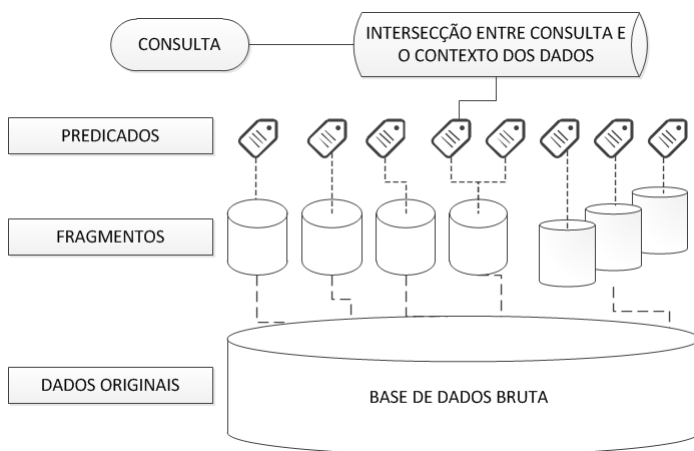 CONSULTA
INTERSECÇÃO ENTRE CONSULTA E
O CONTEXTO DOS DADOS
PREDICADOS
FRAGMENTOS
DADOS ORIGINAIS
BASE DE DADOS BRUTA